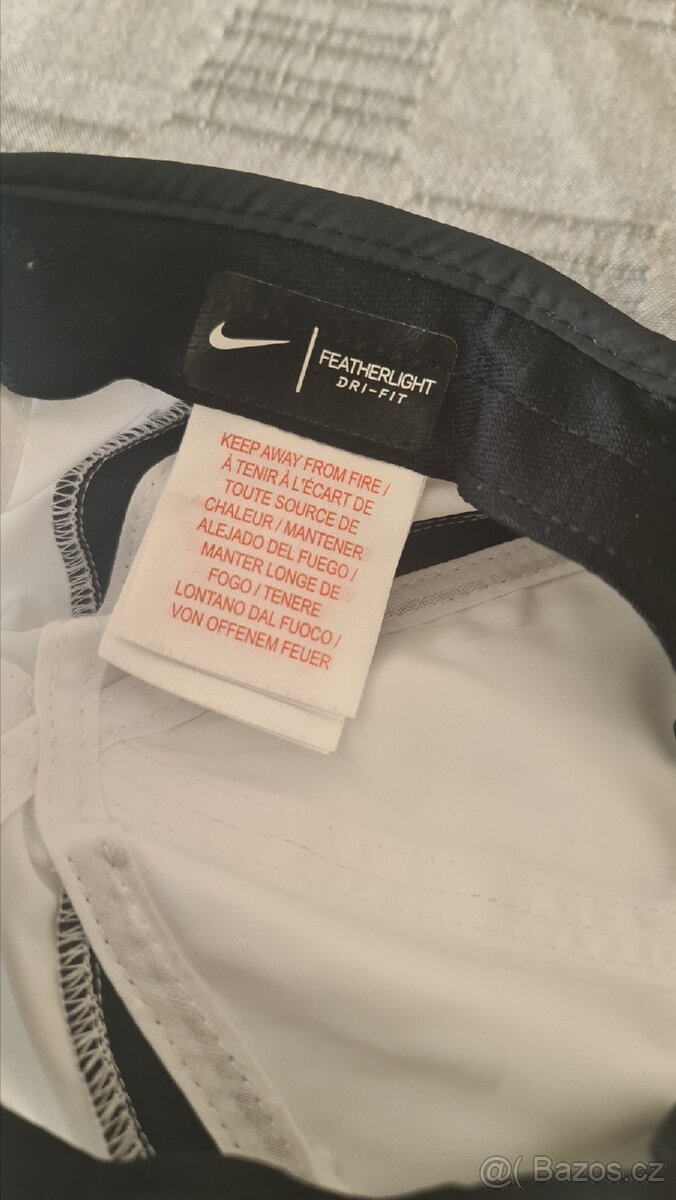 FEATHERLIGHT
DRI-FIT
KEEP AWAY FROM FIRE /
À TENIR À L'ÉCART DE
TOUTE SOURCE DE
CHALEUR / MANTENER
ALEJADO DEL FUEGO /
MANTER LONGE DE
FOGO / TENERE
LONTANO DAL FUOCO /
VON OFFENEM FEUER
@( Bazos.cz